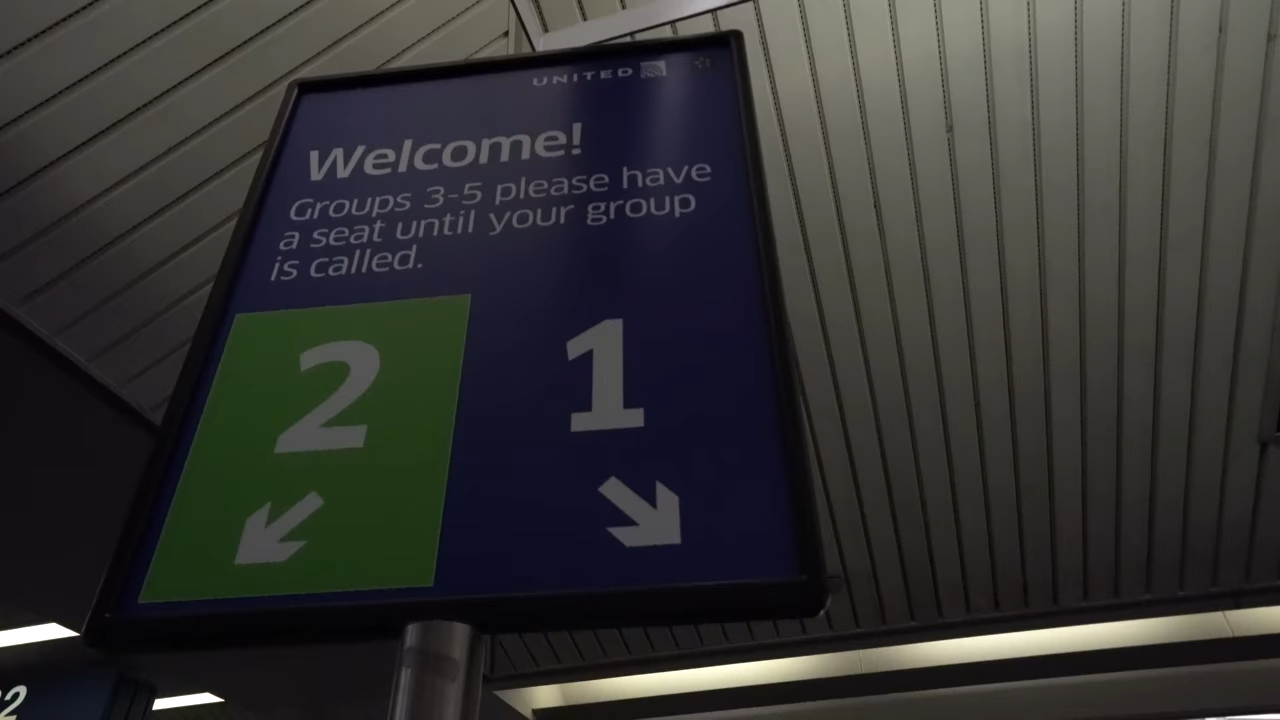 UNITED
Welcome!
Groups 3-5 please have
a seat until your group
is called.
2
1